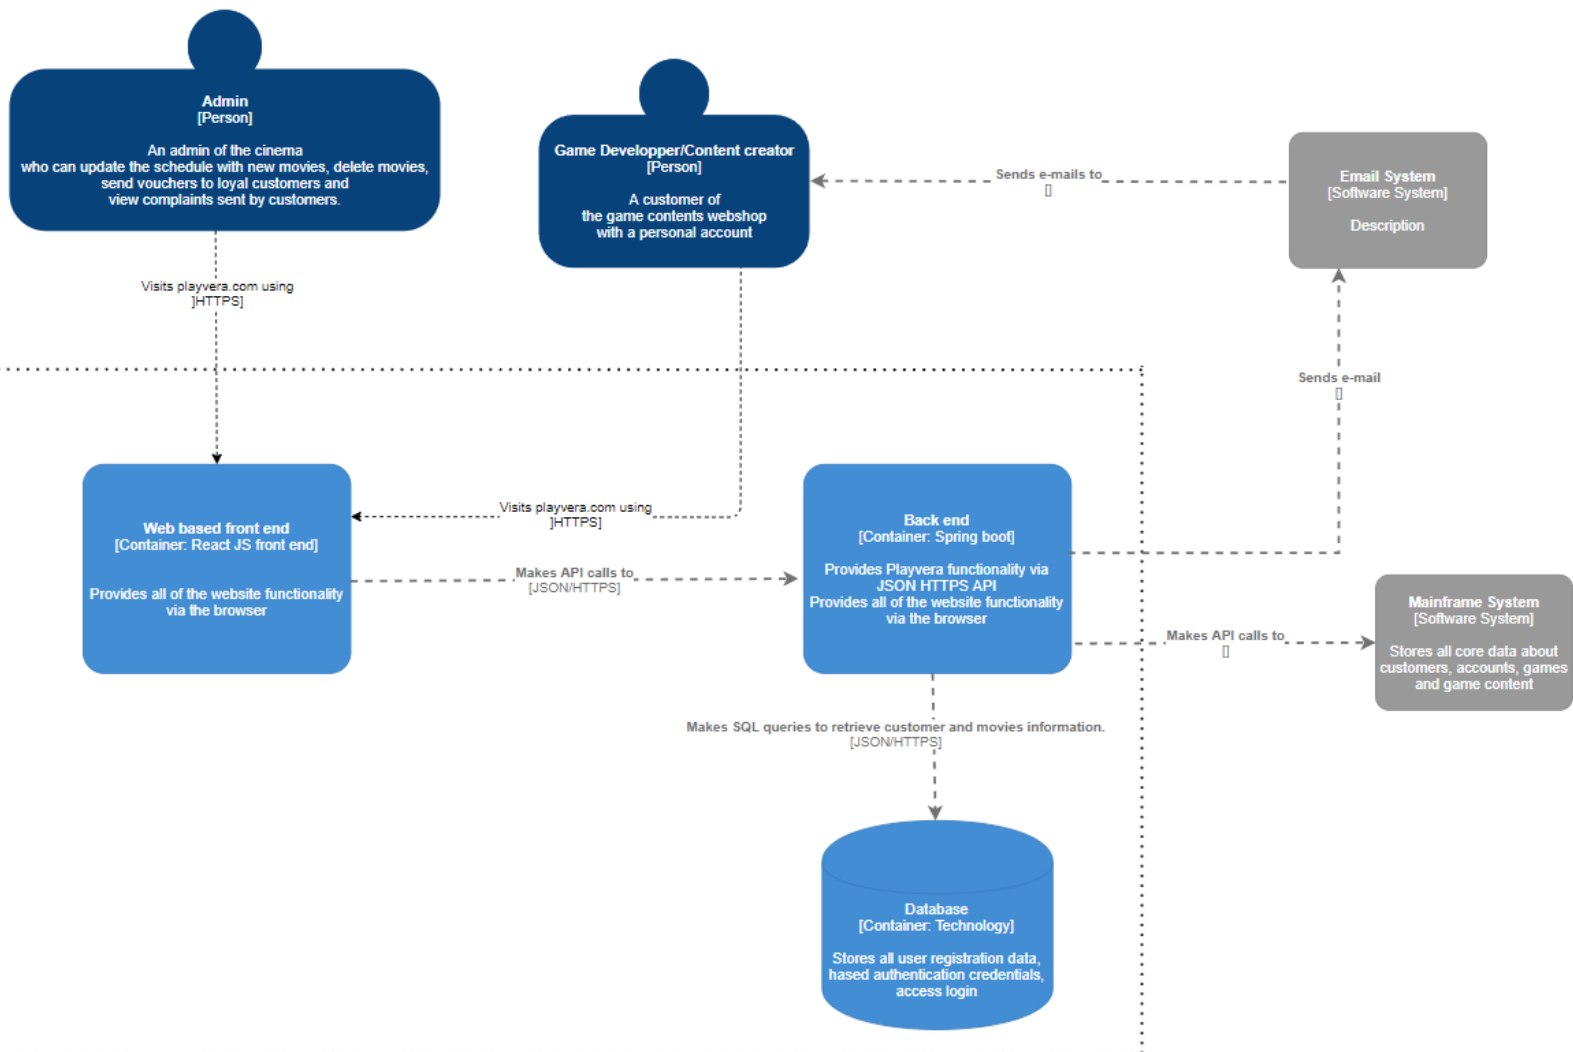 Admin
[Person]
An admin of the cinema
who can update the schedule with new movies, delete movies,
send vouchers to loyal customers and
view complaints sent by customers.
Game Developper/Content creator
[Person]
A customer of
the game contents webshop
with a personal account
Sends e-mails to
[]
Email System
[Software System]
Description
Visits playvera.com using
]HTTPS]
Sends e-mail
[]
Web based front end
[Container: React JS front end]
Provides all of the website functionality
via the browser
Visits playvera.com using
]HTTPS]
Makes API calls to
[JSON/HTTPS]
Back end
[Container: Spring boot]
Provides Playvera functionality via
JSON HTTPS API
Provides all of the website functionality
via the browser
Makes API calls to
[]
Mainframe System
[Software System]
Stores all core data about
customers, accounts, games
and game content
Makes SQL queries to retrieve customer and movies information.
[JSON/HTTPS]
Database
[Container: Technology]
Stores all user registration data,
hased authentication credentials,
access login